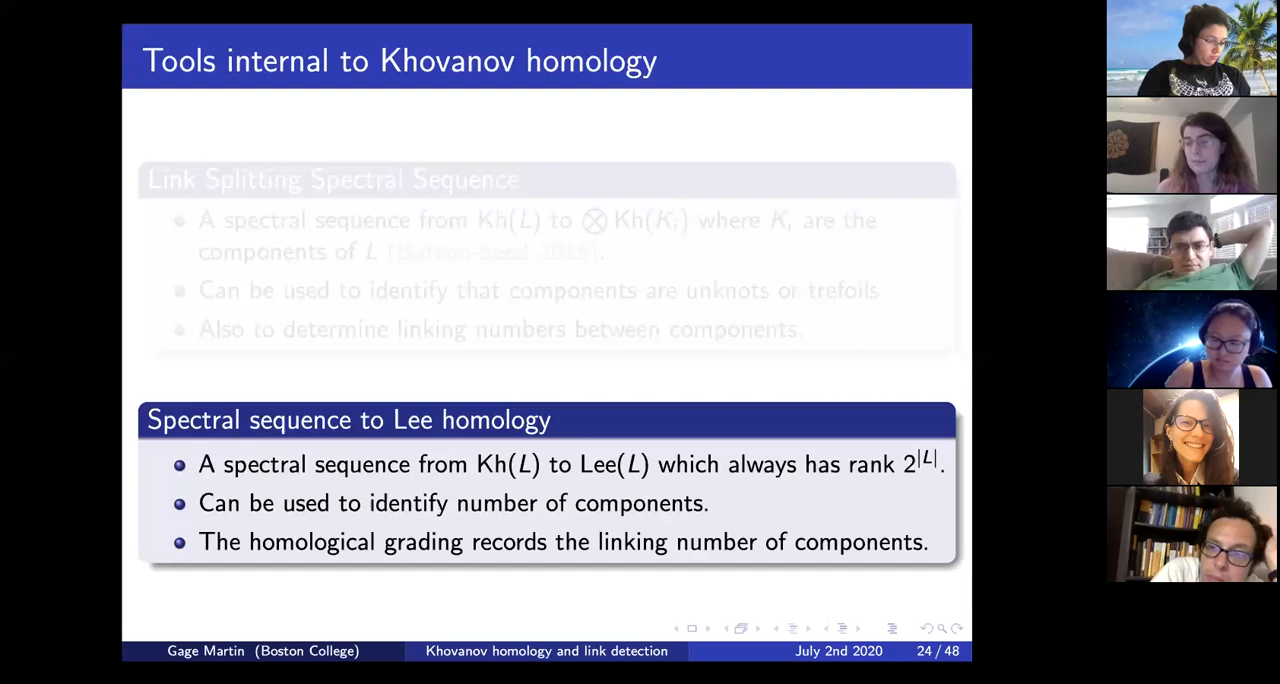 Tools internal to Khovanov homology
Link Splitting Spectral Sequence
A spectral sequence from Kh(L) to ⨂ Kh(Kᵢ) where Kᵢ are the
components of L (Batson-Seed 2015).
Can be used to identify that components are unknots or trefoils
Also to determine linking numbers between components.
Spectral sequence to Lee homology
A spectral sequence from Kh(L) to Lee(L) which always has rank 2^|L|.
Can be used to identify number of components.
The homological grading records the linking number of components.
Gage Martin (Boston College) Khovanov homology and link detection July 2nd 2020 24 / 48